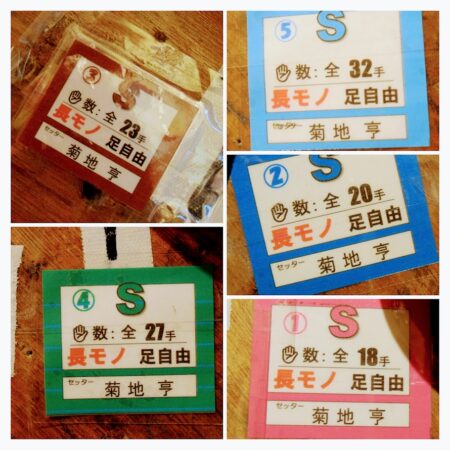 ③ S
数: 全 23手
長モノ 足自由
菊地 亨
④ S
数: 全 27手
長モノ 足自由
セッター 菊地 亨
⑤ S
数: 全 32手
長モノ 足自由
セッター 菊地 亨
② S
数: 全 20手
長モノ 足自由
セッター 菊地 亨
① S
数: 全 18手
長モノ 足自由
セッター 菊地 亨